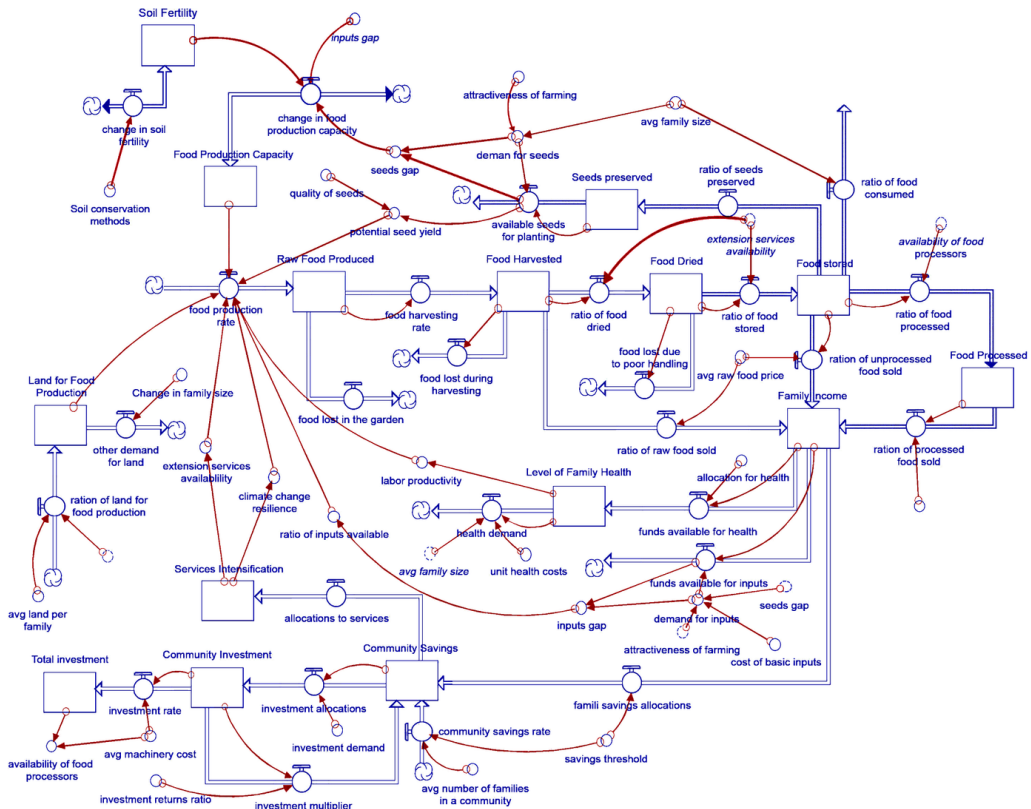 Soil Fertility
inputs gap
change in soil
fertility
change in food
production capacity
attractiveness of farming
avg family size
Food Production Capacity
seeds gap
deman for seeds
Soil conservation
methods
quality of seeds
potential seed yield
available seeds
for planting
Seeds preserved
ratio of seeds
preserved
ratio of food
consumed
extension services
availability
availability of food
processors
Raw Food Produced
Food Harvested
Food Dried
Food stored
food production
rate
food harvesting
rate
ratio of food
dried
ratio of food
stored
ratio of food
processed
food lost during
harvesting
food lost due
to poor handling
avg raw food price
ration of unprocessed
food sold
Food Processed
Land for Food
Production
Change in family size
food lost in the garden
Family Income
other demand
for land
extension services
availablility
climate change
resilience
labor productivity
ratio of raw food sold
ration of processed
food sold
Level of Family Health
allocation for health
ration of land for
food production
ratio of inputs available
health demand
funds available for health
avg family size
unit health costs
Services Intensification
funds available for inputs
avg land per
family
allocations to services
inputs gap
demand for inputs
seeds gap
attractiveness of farming
cost of basic inputs
Total investment
Community Investment
Community Savings
investment rate
investment allocations
famili savings allocations
availability of food
processors
avg machinery cost
investment demand
community savings rate
savings threshold
investment returns ratio
investment multiplier
avg number of families
in a community